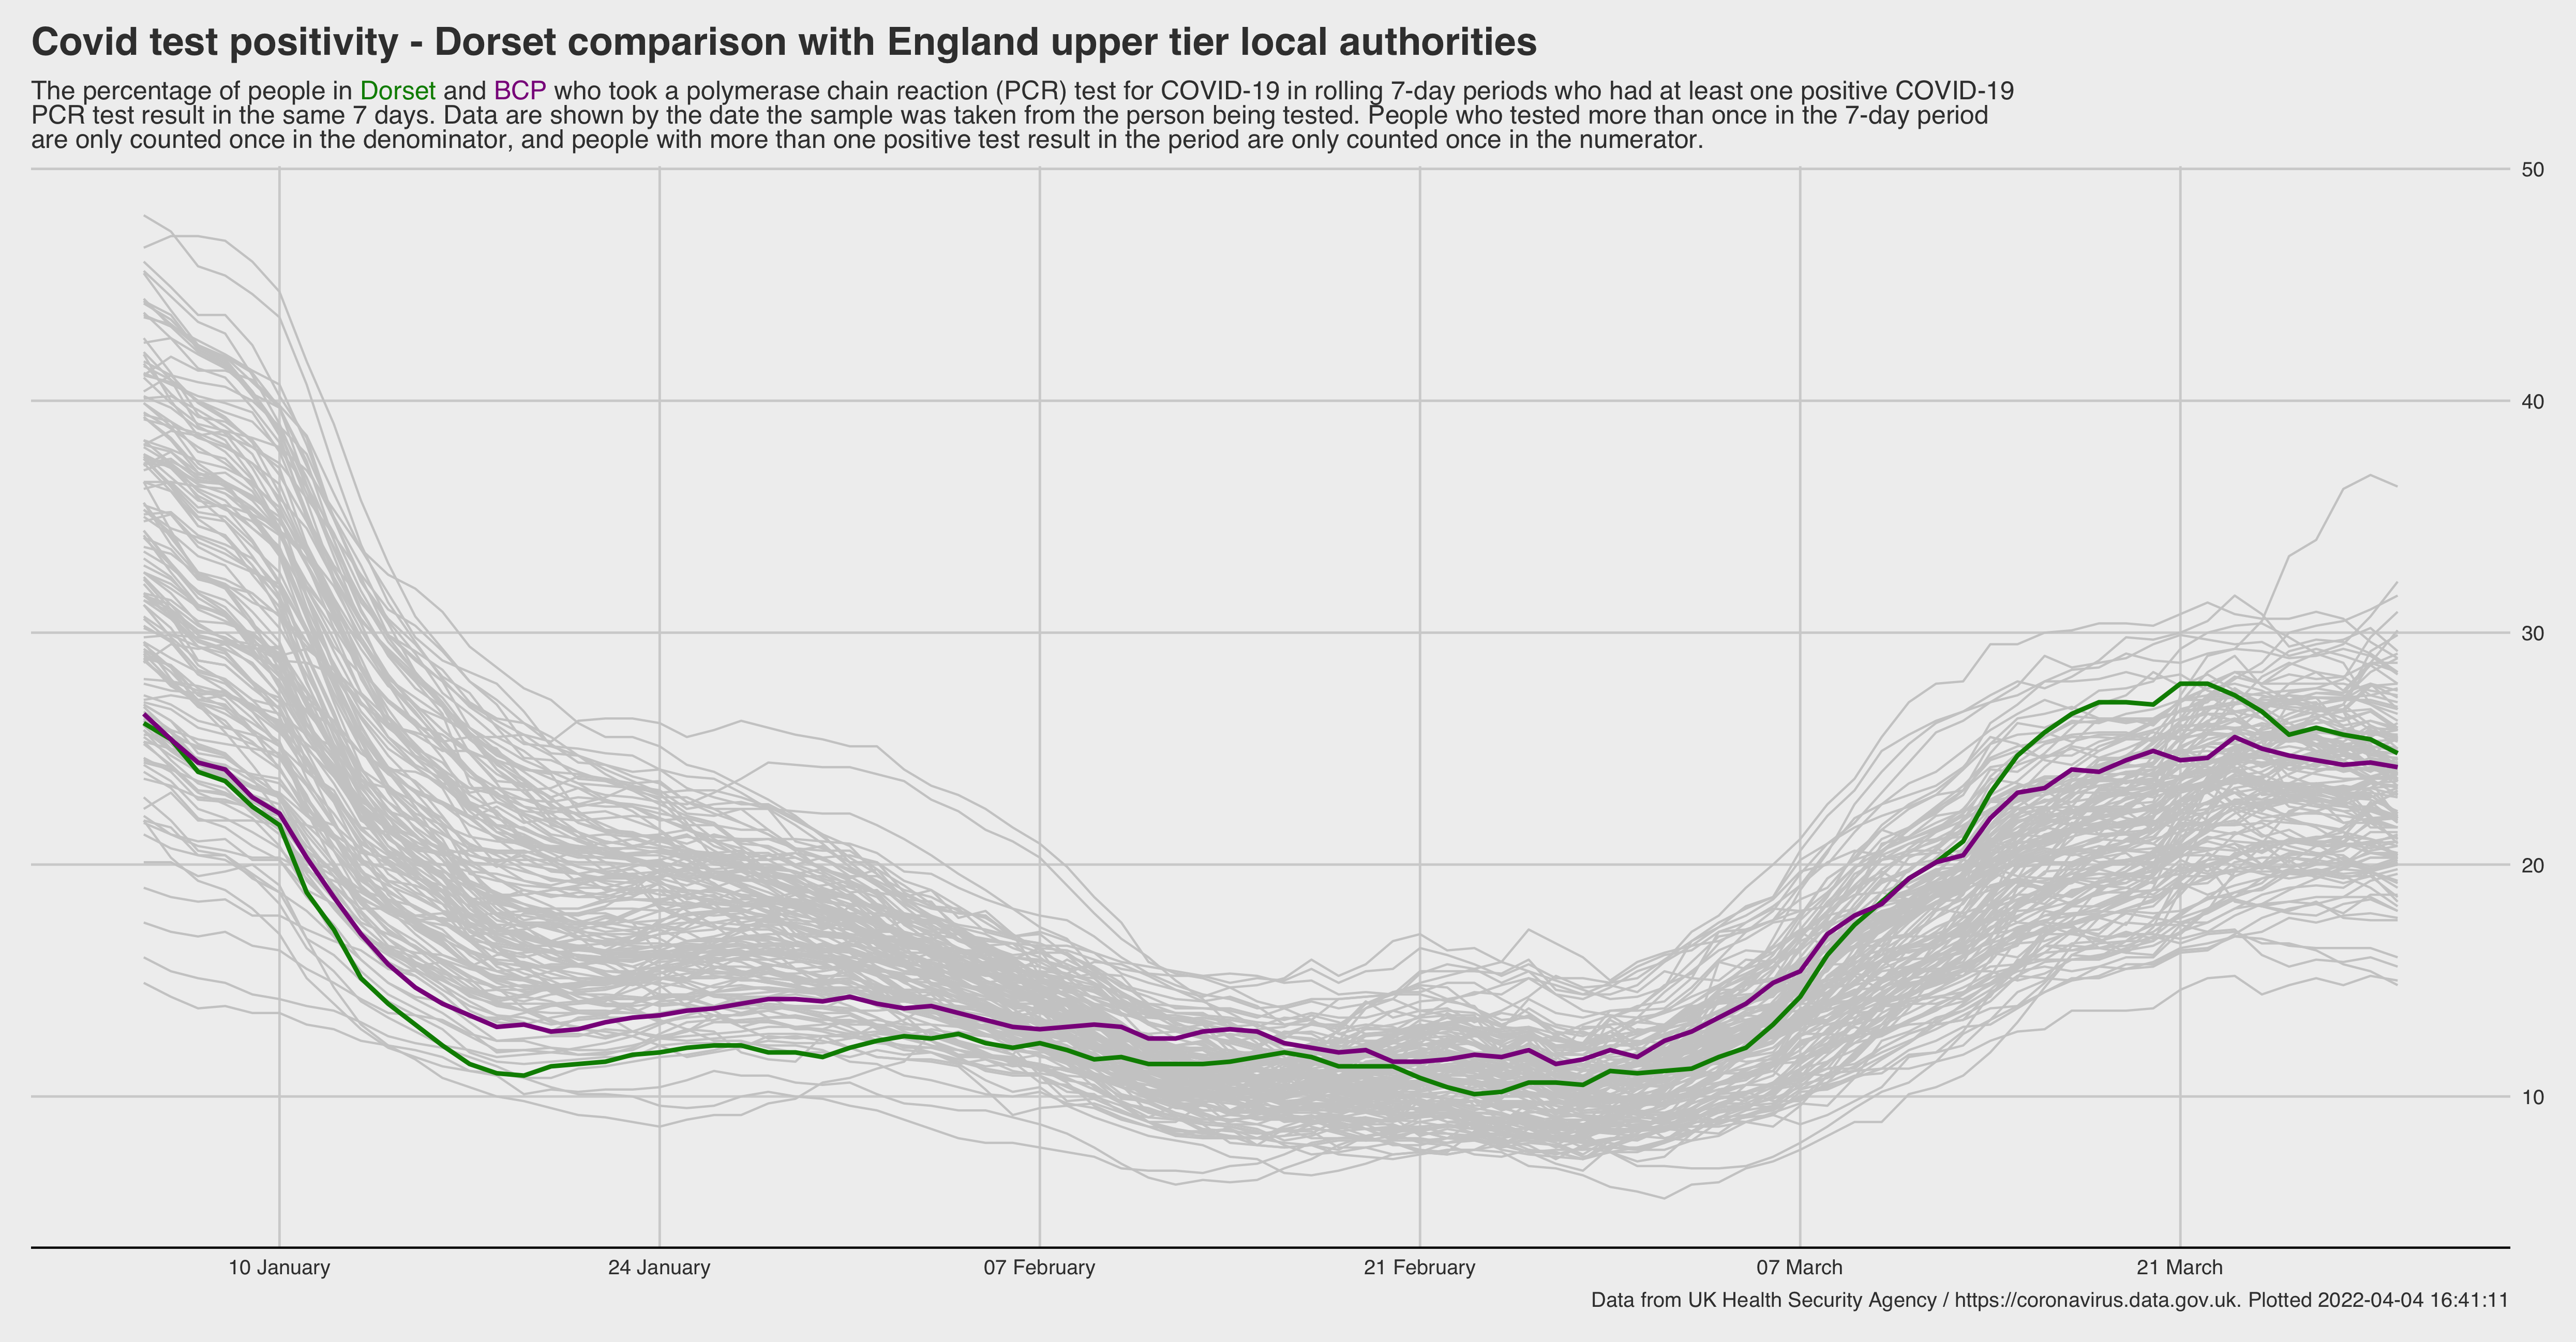 Covid test positivity - Dorset comparison with England upper tier local authorities
The percentage of people in Dorset and BCP who took a polymerase chain reaction (PCR) test for COVID-19 in rolling 7-day periods who had at least one positive COVID-19
PCR test result in the same 7 days. Data are shown by the date the sample was taken from the person being tested. People who tested more than once in the 7-day period
are only counted once in the denominator, and people with more than one positive test result in the period are only counted once in the numerator.
50
40
30
20
10
10 January
24 January
07 February
21 February
07 March
21 March
Data from UK Health Security Agency / https://coronavirus.data.gov.uk. Plotted 2022-04-04 16:41:11